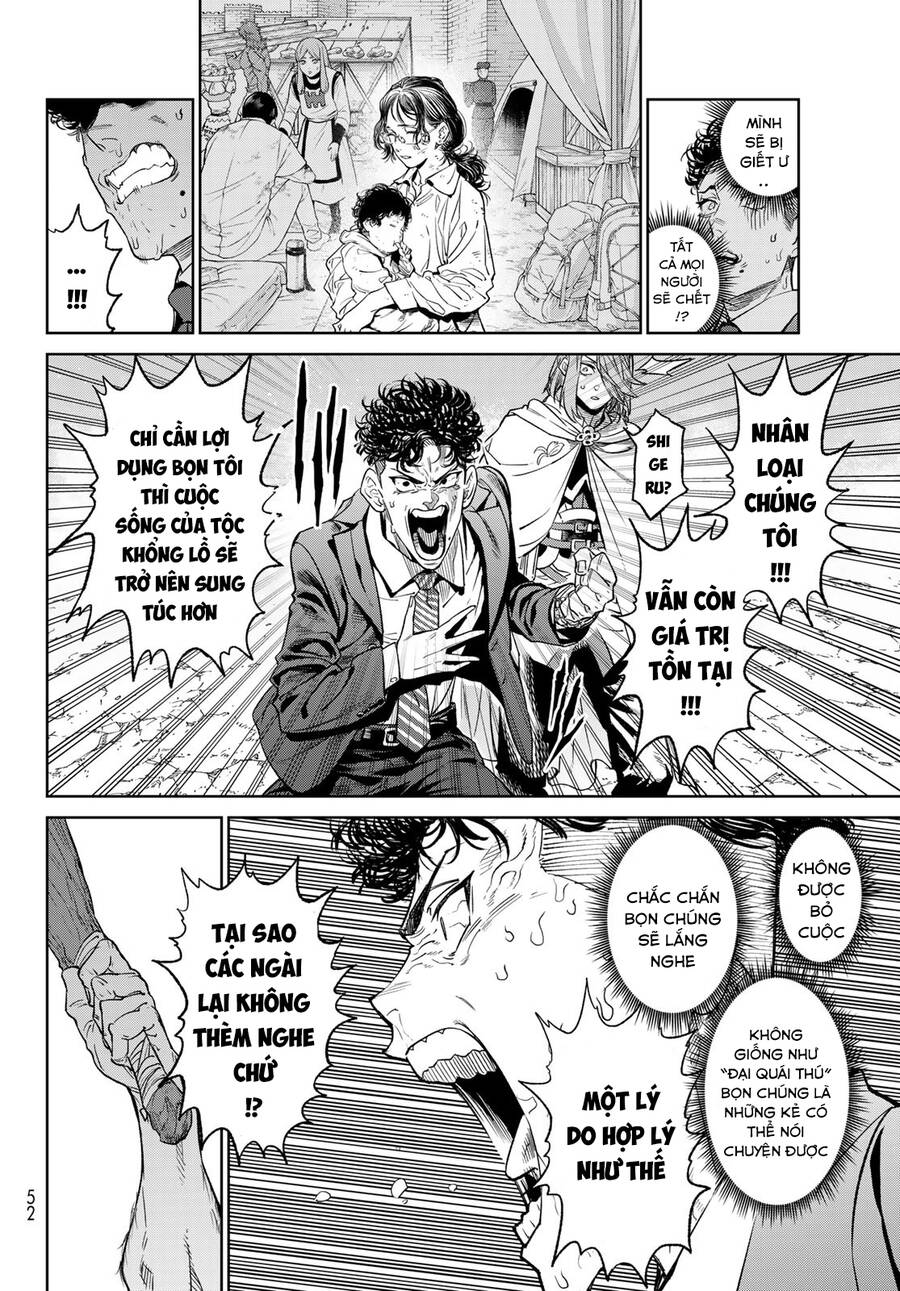 MÌNH
SẼ BỊ
GIẾT Ư
..
TẤT
CẢ MỌI
NGƯỜI
SẼ CHẾT
!?
...
!!!
NHÂN
LOẠI
CHÚNG
TÔI
!!!
SHI
GE
RU?
VẪN CÒN
GIÁ TRỊ
TỒN TẠI
!!!
CHỈ CẦN LỢI
DỤNG BỌN TÔI
THÌ CUỘC
SỐNG CỦA TỘC
KHỔNG LỒ SẼ
TRỞ NÊN SUNG
TÚC HƠN
KHÔNG
ĐƯỢC
BỎ
CUỘC
CHẮC CHẮN
BỌN CHÚNG
SẼ LẮNG
NGHE
KHÔNG
GIỐNG NHƯ
“ĐẠI QUÁI THÚ”
BỌN CHÚNG LÀ
NHỮNG KẺ CÓ
THỂ NÓI
CHUYỆN ĐƯỢC
MỘT LÝ
DO HỢP LÝ
NHƯ THẾ
TẠI SAO
CÁC NGÀI
LẠI KHÔNG
THÈM NGHE
CHỨ
!?
52